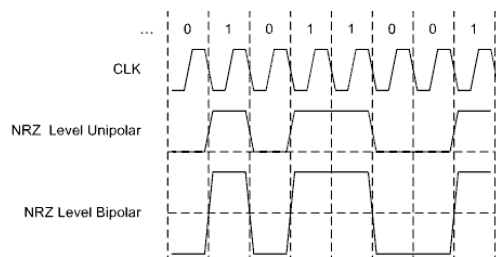 ... 0 1 0 1 1 0 0 1
CLK
NRZ Level Unipolar
NRZ Level Bipolar